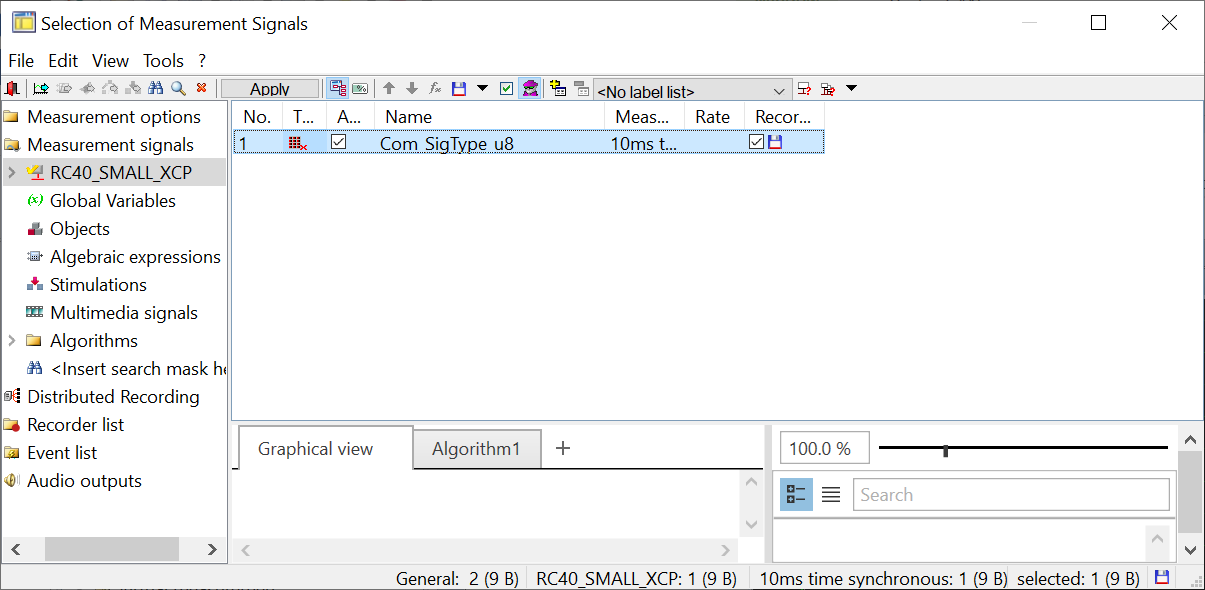 Selection of Measurement Signals
File Edit View Tools ?
Apply
<No label list>
Measurement options
Measurement signals
RC40_SMALL_XCP
Global Variables
Objects
Algebraic expressions
Stimulations
Multimedia signals
Algorithms
<Insert search mask he
Distributed Recording
Recorder list
Event list
Audio outputs
No. T... A... Name Meas... Rate Recor...
1 Com_SigType_u8 10ms t...
Graphical view Algorithm1 +
100.0 %
Search
General: 2 (9 B) RC40_SMALL_XCP: 1 (9 B) 10ms time synchronous: 1 (9 B) selected: 1 (9 B)